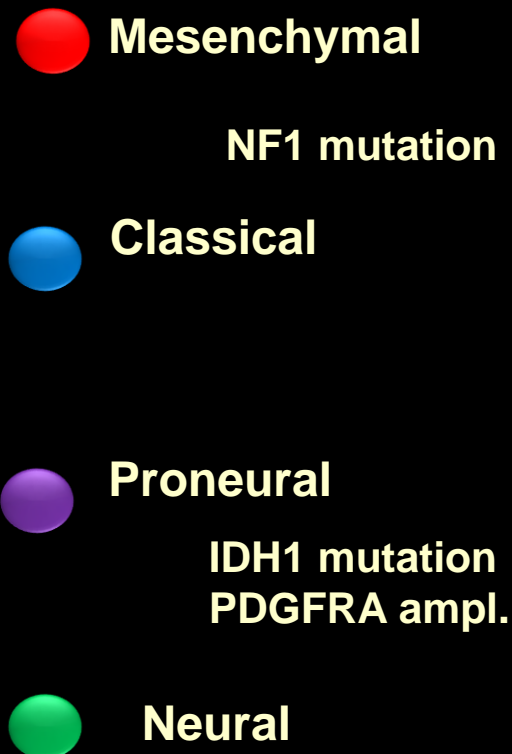 Mesenchymal
NF1 mutation
Classical
Proneural
IDH1 mutation
PDGFRA ampl.
Neural